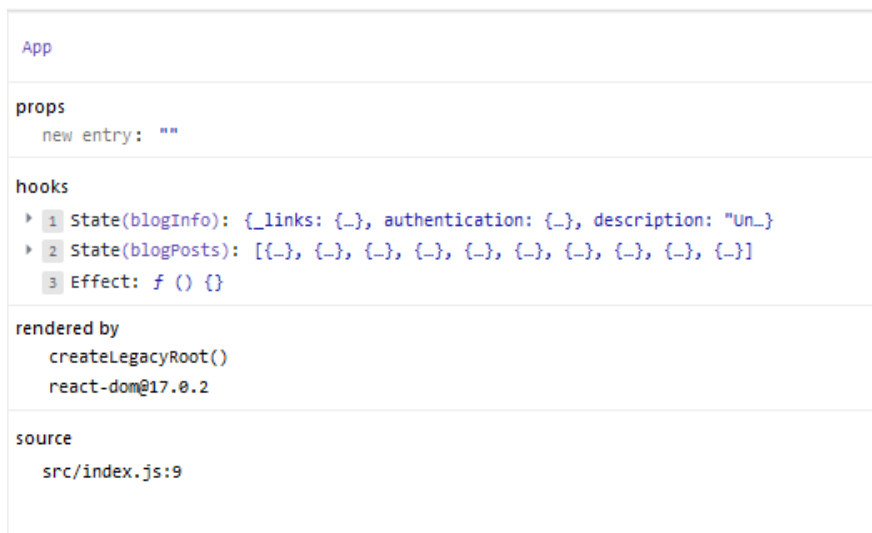 App
props
new entry: ""
hooks
1 State(blogInfo): {_links: {…}, authentication: {…}, description: "Un…}
2 State(blogPosts): [{…}, {…}, {…}, {…}, {…}, {…}, {…}, {…}, {…}, {…}]
3 Effect: ƒ () {}
rendered by
createLegacyRoot()
react-dom@17.0.2
source
src/index.js:9